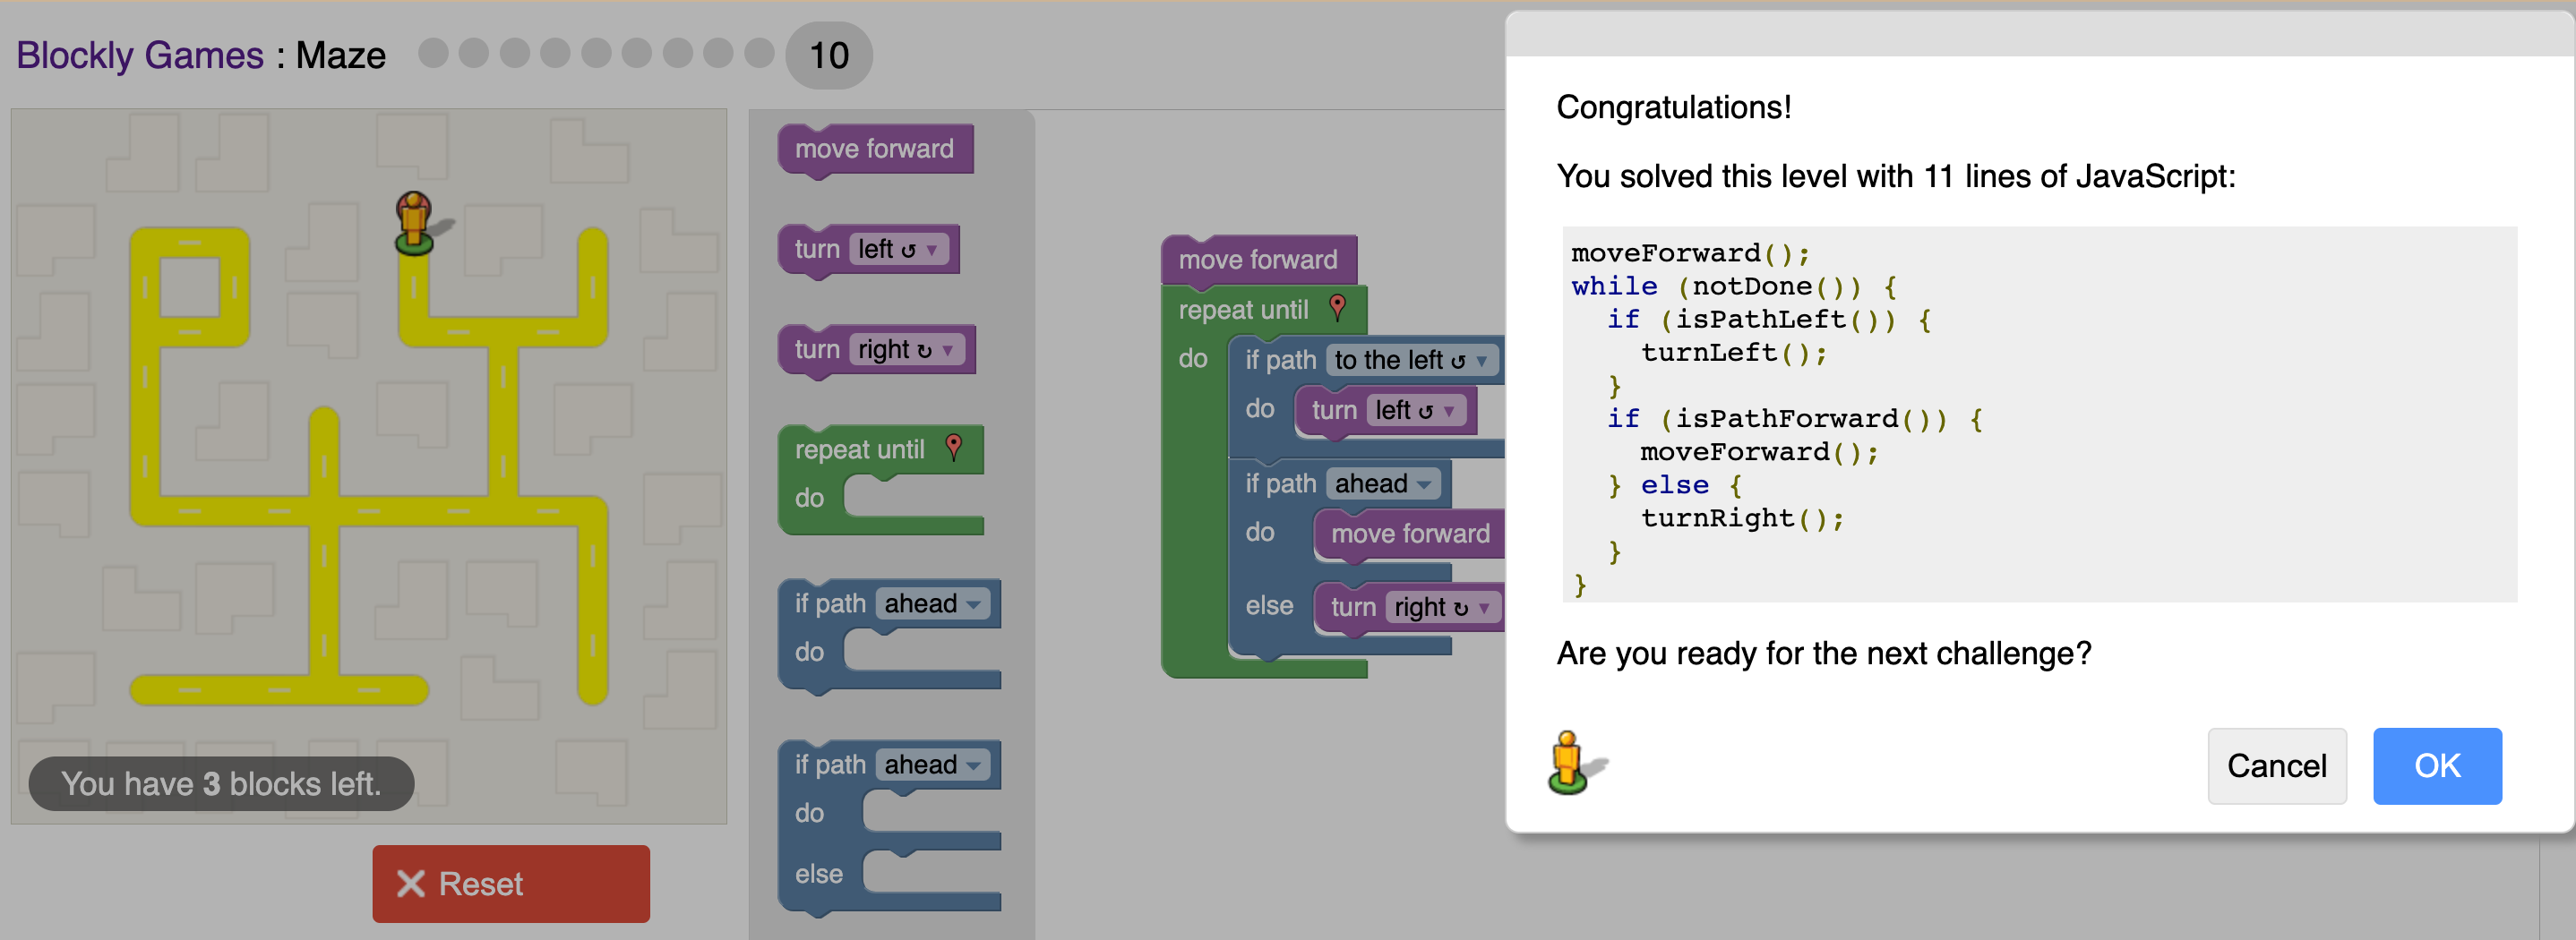 Blockly Games : Maze 10
move forward
turn left ↺ ▾
turn right ↻ ▾
repeat until
do
if path ahead ▾
do
if path ahead ▾
do
else
move forward
repeat until
do
if path to the left ↺ ▾
do turn left ↺ ▾
if path ahead ▾
do move forward
else turn right ↻ ▾
You have 3 blocks left.
Reset
Congratulations!
You solved this level with 11 lines of JavaScript:
moveForward();
while (notDone()) {
  if (isPathLeft()) {
    turnLeft();
  }
  if (isPathForward()) {
    moveForward();
  } else {
    turnRight();
  }
}
Are you ready for the next challenge?
Cancel
OK